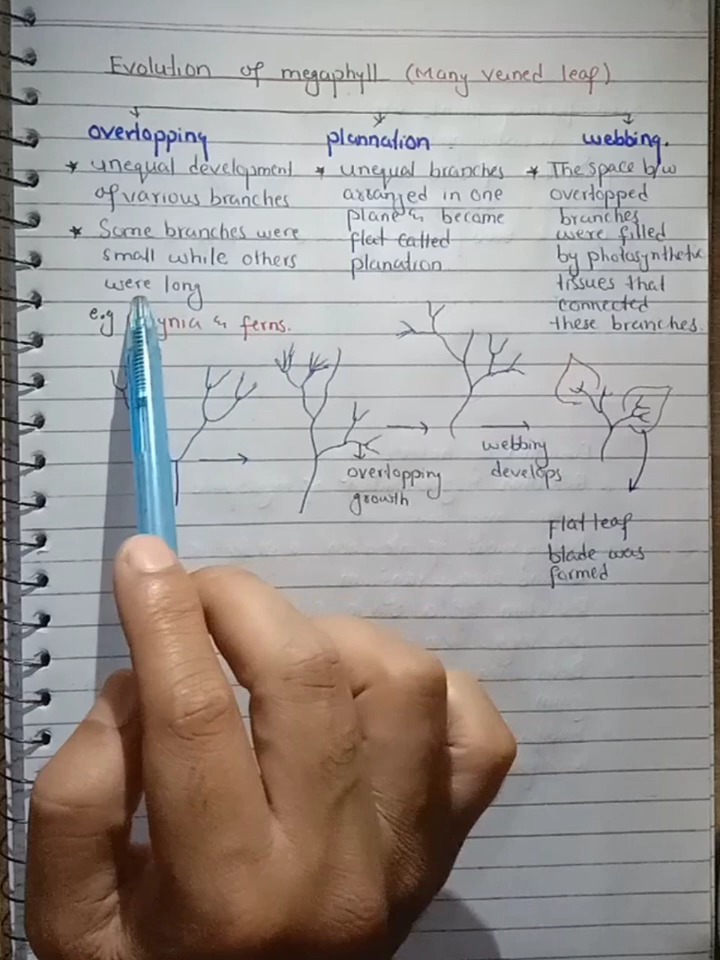 Evolution of megaphyll (Many veined leaf)
overlopping
* unequal development
of various branches
* Some branches were
small while others
were long
e.g ynia & ferns.
plannation
* unequal branches
arranged in one
plane & became
flat called
planation
webbing.
* The space b/w
overtopped
branches
were filled
by photosynthetic
tissues that
connected
these branches.
overtopping
growth
webbing
develops
Flat leaf
blade was
formed